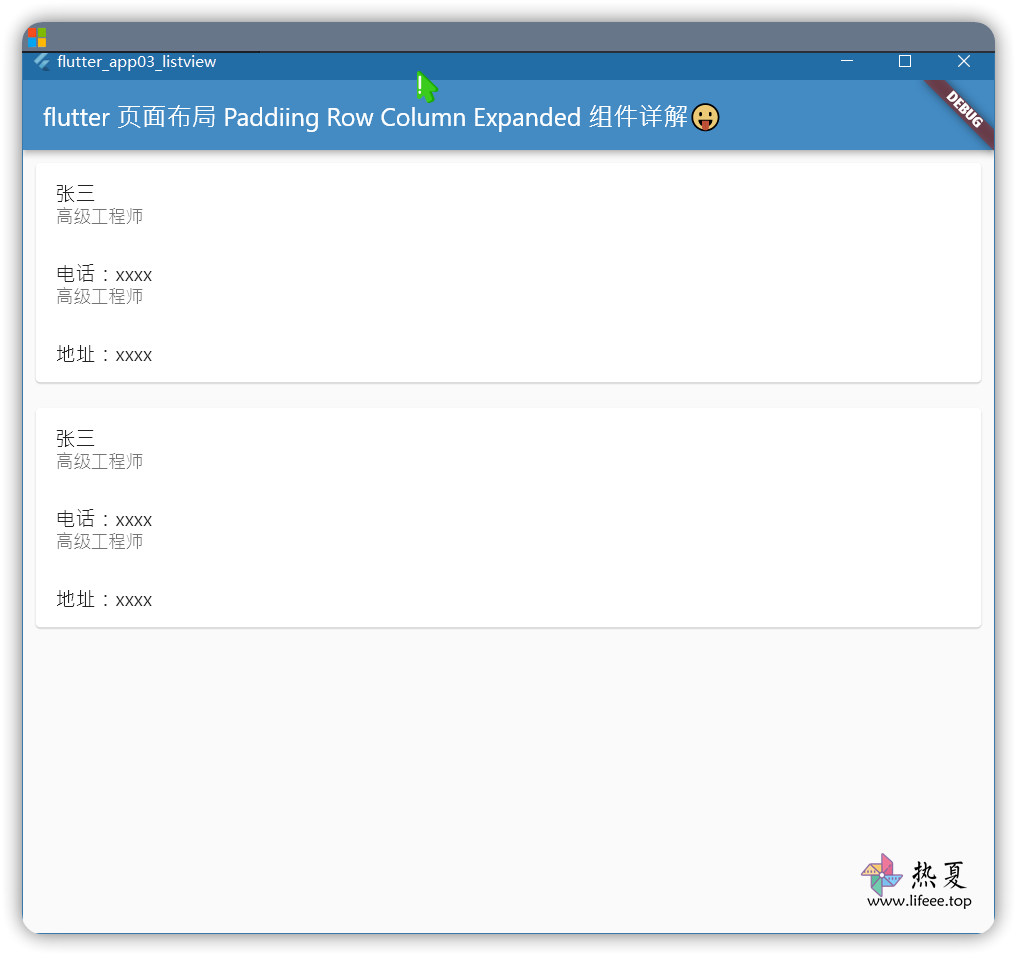 flutter_app03_listview
flutter 页面布局 Paddiing Row Column Expanded 组件详解😛
DEBUG
张三
高级工程师
电话：xxxx
高级工程师
地址：xxxx
张三
高级工程师
电话：xxxx
高级工程师
地址：xxxx
热夏
www.lifeee.top